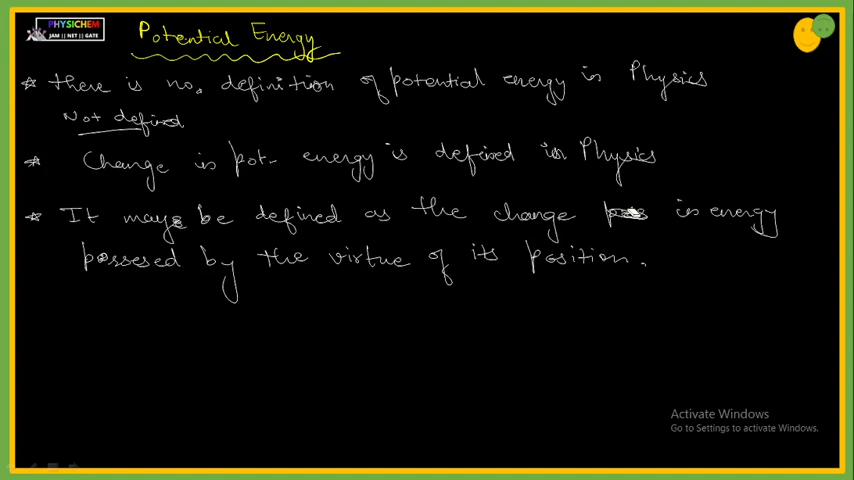 PHYSICHEM
JAM || NET || GATE
Potential Energy
* there is no. definition of potential energy in Physics
Not defined
* Change in pot- energy is defined in Physics
* It may be defined as the change in energy
possesed by the virtue of its position.
Activate Windows
Go to Settings to activate Windows.